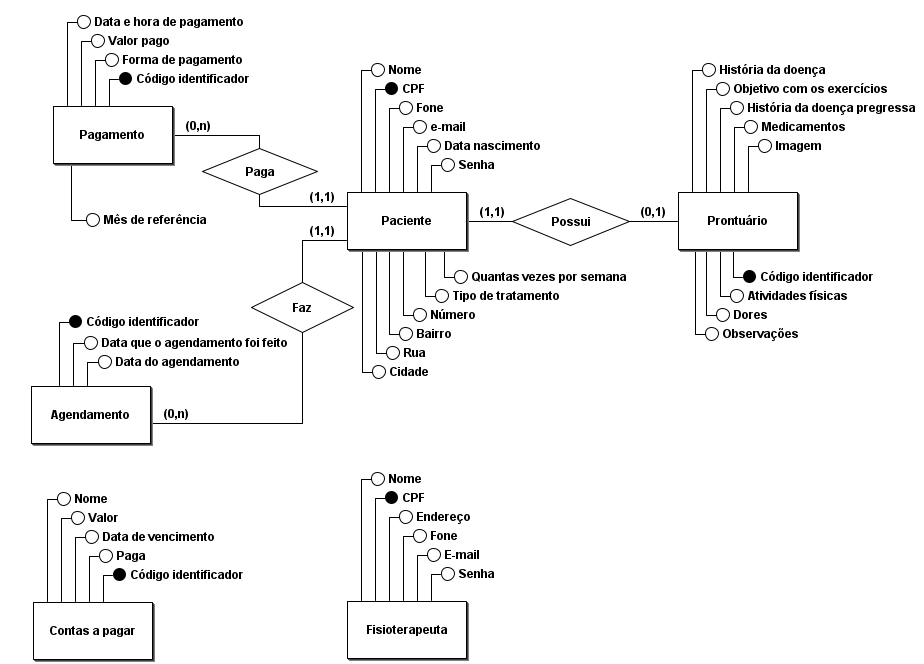 Data e hora de pagamento
Valor pago
Forma de pagamento
Código identificador
Pagamento
(0,n)
Paga
(1,1)
Mês de referência
Nome
CPF
Fone
e-mail
Data nascimento
Senha
Paciente
(1,1)
Possui
(0,1)
História da doença
Objetivo com os exercícios
História da doença pregressa
Medicamentos
Imagem
Prontuário
Código identificador
Atividades físicas
Dores
Observações
(1,1)
Faz
Quantas vezes por semana
Tipo de tratamento
Número
Bairro
Rua
Cidade
Código identificador
Data que o agendamento foi feito
Data do agendamento
Agendamento
(0,n)
Nome
Valor
Data de vencimento
Paga
Código identificador
Contas a pagar
Nome
CPF
Endereço
Fone
E-mail
Senha
Fisioterapeuta